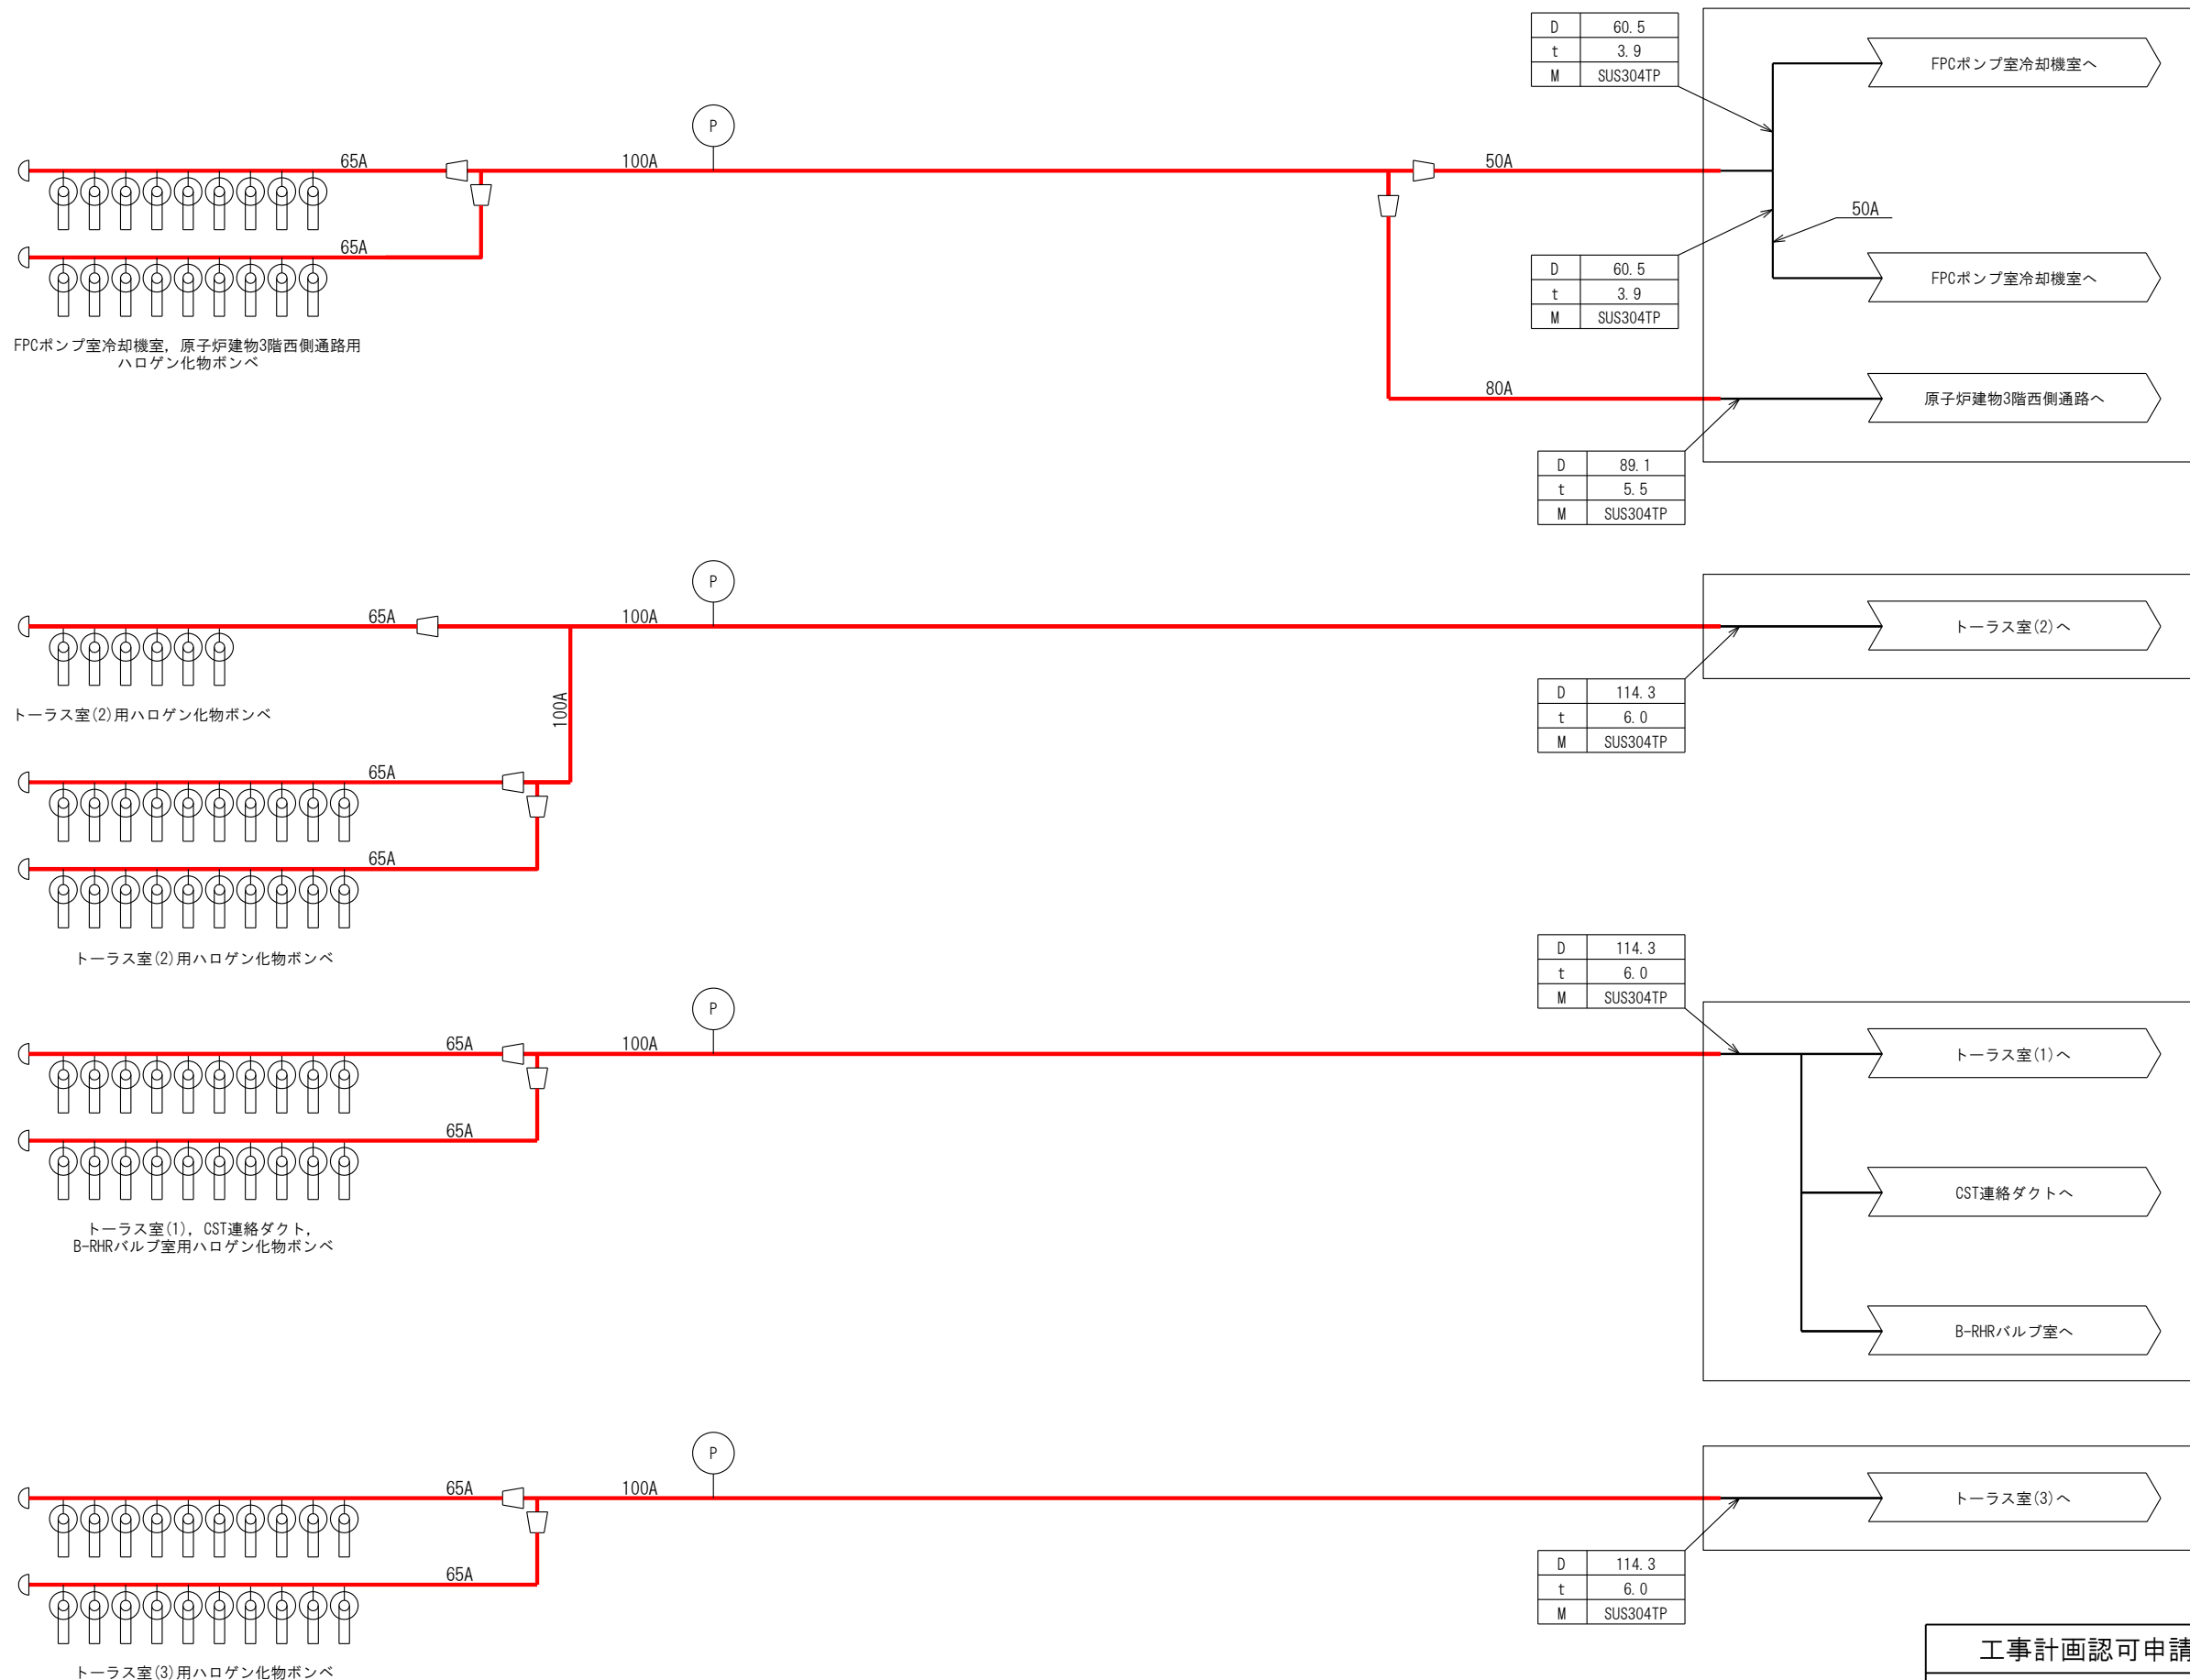 D 60.5
t 3.9
M SUS304TP
FPCポンプ室冷却機室へ
P
65A
100A
50A
50A
65A
D 60.5
t 3.9
M SUS304TP
FPCポンプ室冷却機室へ
FPCポンプ室冷却機室，原子炉建物3階西側通路用
ハロゲン化物ボンベ
80A
原子炉建物3階西側通路へ
D 89.1
t 5.5
M SUS304TP
P
65A
100A
トーラス室(2)へ
トーラス室(2)用ハロゲン化物ボンベ
100A
D 114.3
t 6.0
M SUS304TP
65A
65A
トーラス室(2)用ハロゲン化物ボンベ
D 114.3
t 6.0
M SUS304TP
P
65A
100A
トーラス室(1)へ
65A
CST連絡ダクトへ
トーラス室(1)，CST連絡ダクト，
B-RHRバルブ室用ハロゲン化物ボンベ
B-RHRバルブ室へ
P
65A
100A
トーラス室(3)へ
65A
D 114.3
t 6.0
M SUS304TP
トーラス室(3)用ハロゲン化物ボンベ
工事計画認可申請